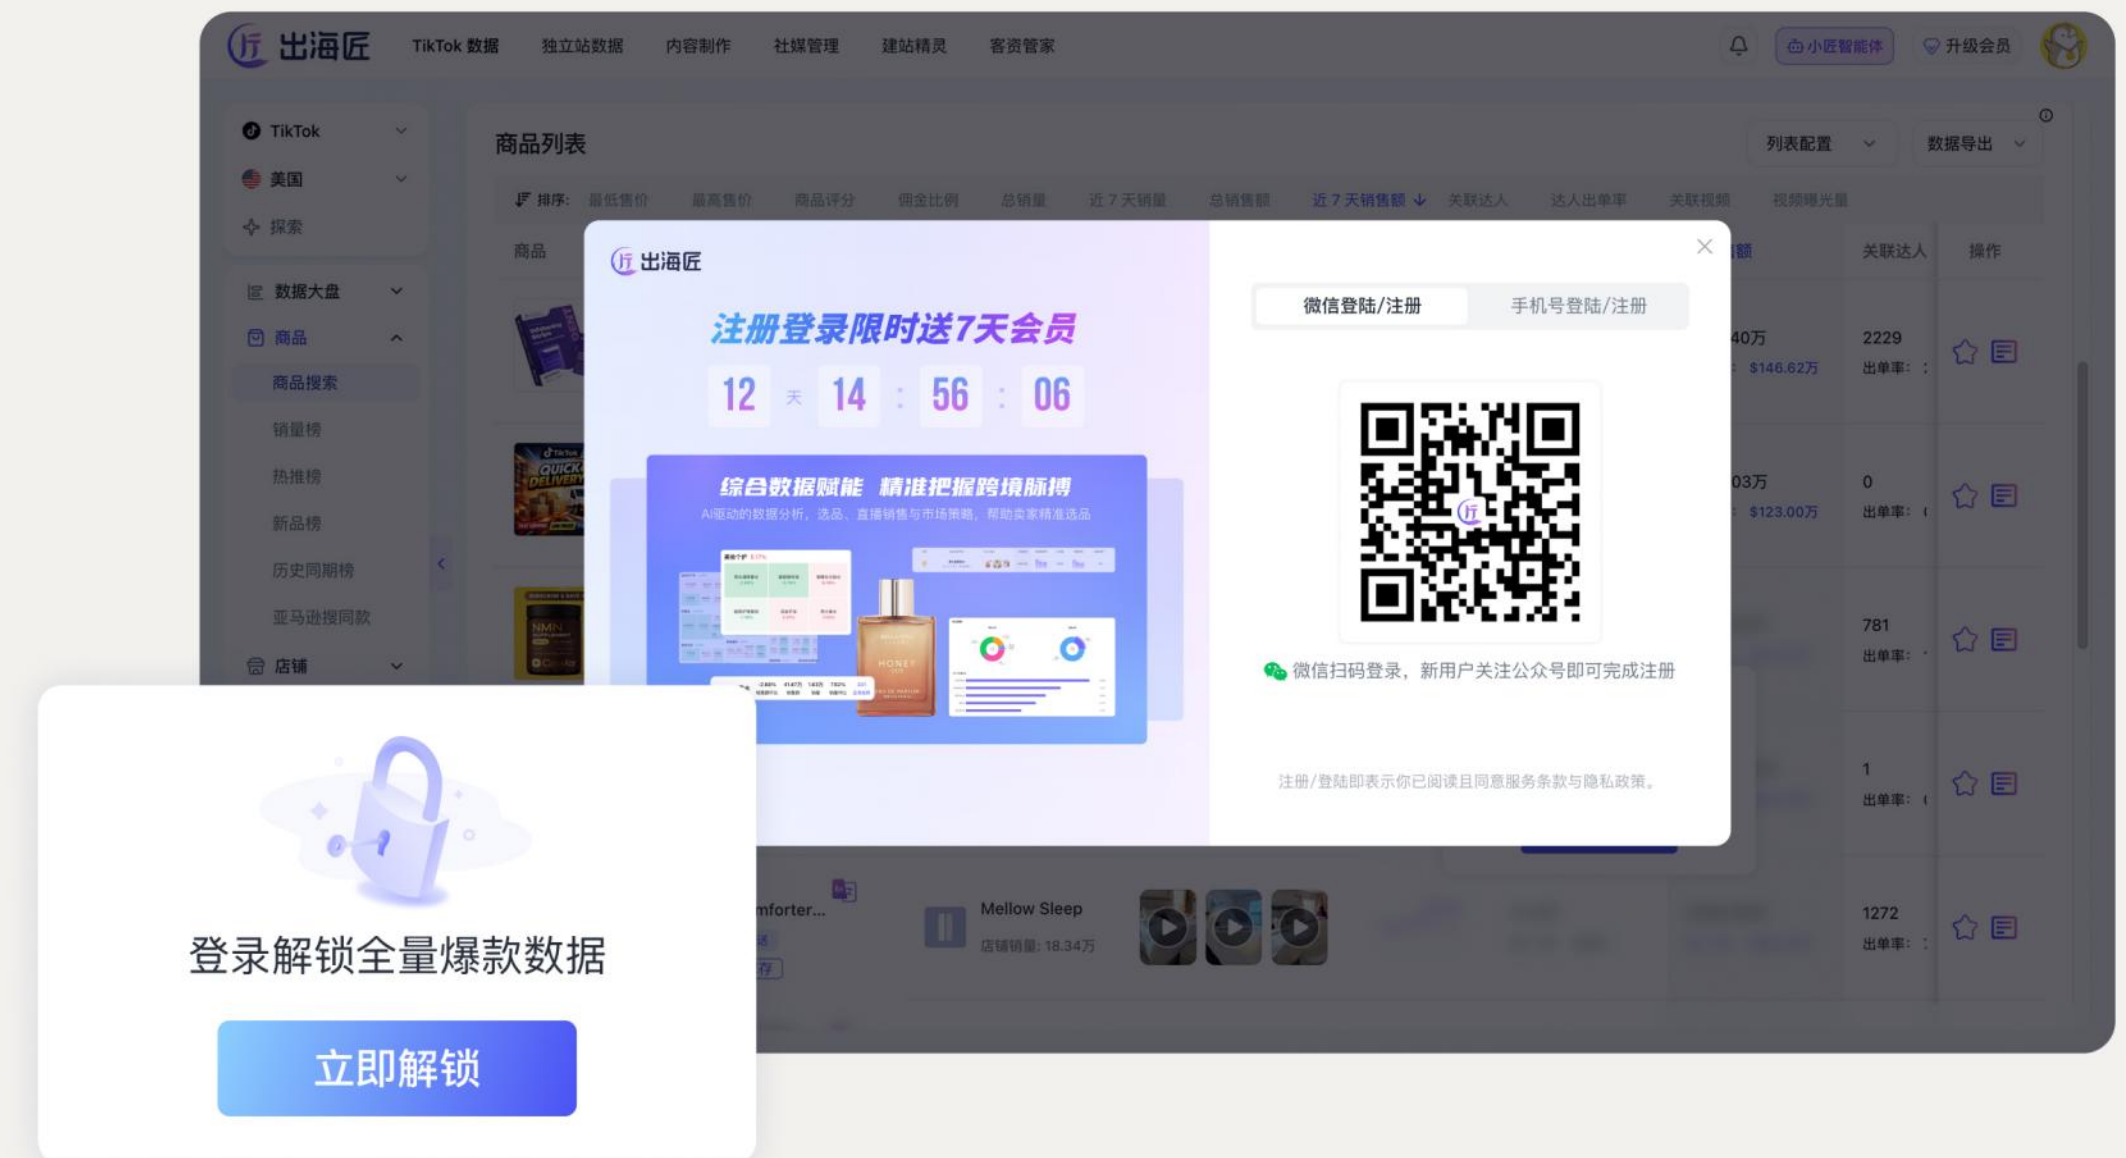 出海匠
TikTok 数据 独立站数据 内容制作 社媒管理 建站精灵 客资管家
小匠智能体 升级会员
TikTok
美国
探索
数据大盘
商品
商品搜索
销量榜
热推榜
新品榜
历史同期榜
亚马逊搜同款
店铺
商品列表
列表配置 数据导出
排序: 最低售价 最高售价 商品评分 佣金比例 总销量 近 7 天销量 总销售额 近 7 天销售额 关联达人 达人出单率 关联视频 视频曝光量
商品 额 关联达人 操作
40万 2229
$146.62万 出单率:
TikTok
QUICK
DELIVERY
03万 0
$123.00万 出单率:
NMN
781
出单率:
1
出单率:
mforter...
送
存
Mellow Sleep
店铺销量: 18.34万
1272
出单率:
出海匠
注册登录限时送7天会员
12 天 14 : 56 : 06
综合数据赋能 精准把握跨境脉搏
AI驱动的数据分析，选品、直播销售与市场策略，帮助卖家精准选品
HONEY
微信登陆/注册 手机号登陆/注册
微信扫码登录，新用户关注公众号即可完成注册
注册/登陆即表示你已阅读且同意服务条款与隐私政策。
登录解锁全量爆款数据
立即解锁